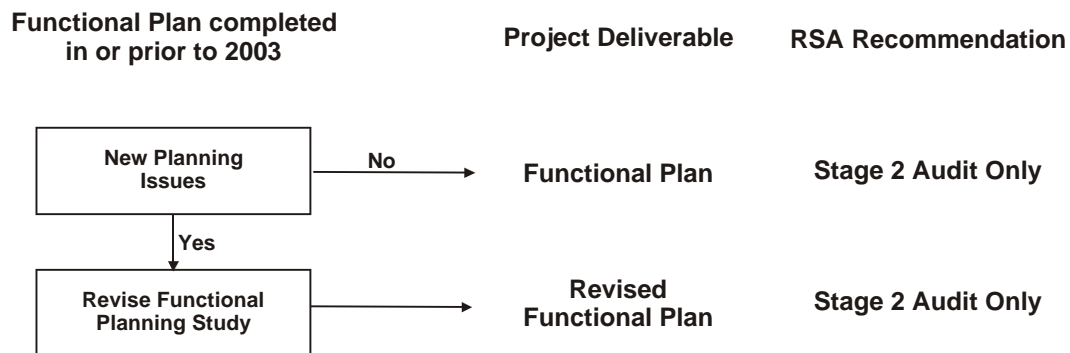 Functional Plan completed
in or prior to 2003
Project Deliverable
RSA Recommendation
New Planning
Issues
No
Functional Plan
Stage 2 Audit Only
Yes
Revise Functional
Planning Study
Revised
Functional Plan
Stage 2 Audit Only